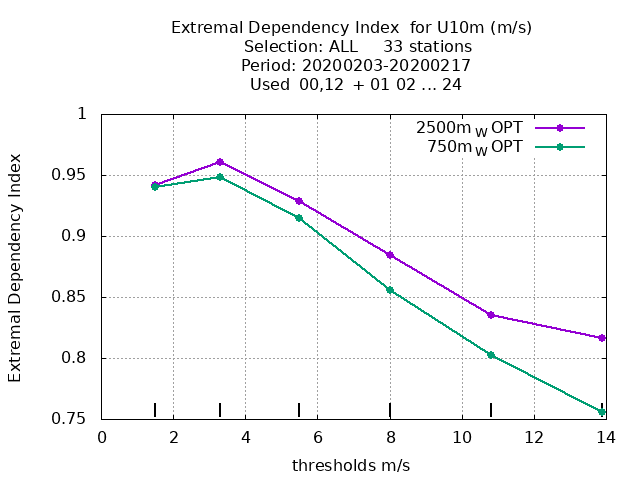 Extremal Dependency Index  for U10m (m/s)
Selection: ALL     33 stations
Period: 20200203-20200217
Used  00,12  + 01 02 ... 24
2500m W OPT
750m W OPT
Extremal Dependency Index
1
0.95
0.9
0.85
0.8
0.75
0 2 4 6 8 10 12 14
thresholds m/s